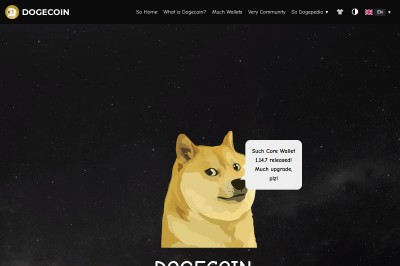 DOGECOIN
So Home What is Dogecoin? Much Wallets Very Community So Dogepedia ▾ EN ▾
Such Core Wallet
1.14.7 released!
Much upgrade,
plz!
DOGECOIN